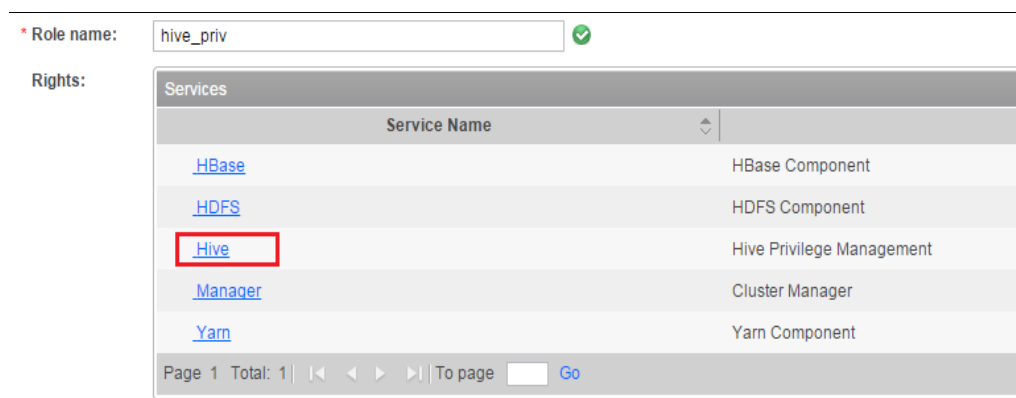 * Role name: hive_priv
Rights:
Services
Service Name
HBase HBase Component
HDFS HDFS Component
Hive Hive Privilege Management
Manager Cluster Manager
Yarn Yarn Component
Page 1 Total: 1 To page Go